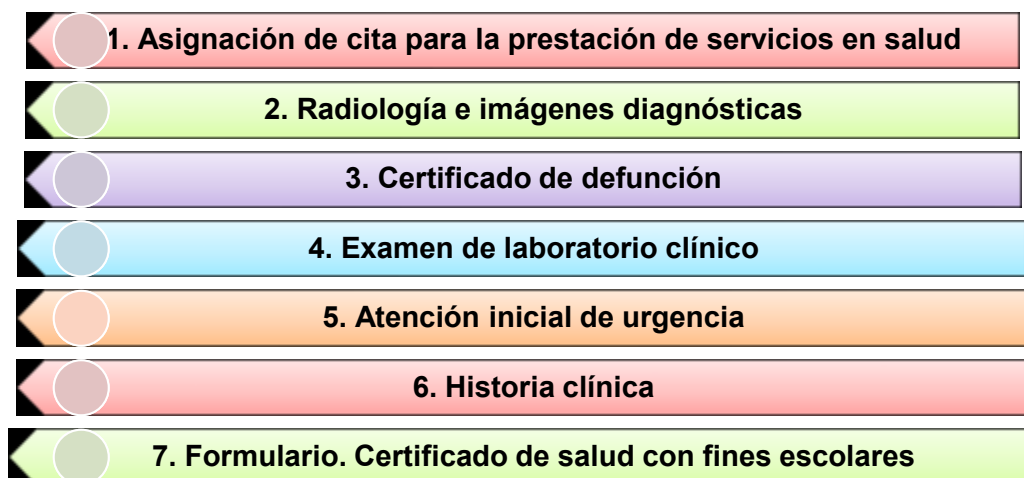 1. Asignación de cita para la prestación de servicios en salud
2. Radiología e imágenes diagnósticas
3. Certificado de defunción
4. Examen de laboratorio clínico
5. Atención inicial de urgencia
6. Historia clínica
7. Formulario. Certificado de salud con fines escolares